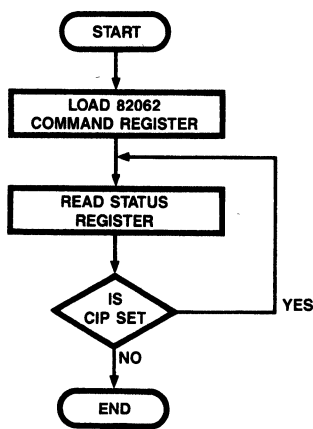 START
LOAD 82062
COMMAND REGISTER
READ STATUS
REGISTER
IS
CIP SET
YES
NO
END